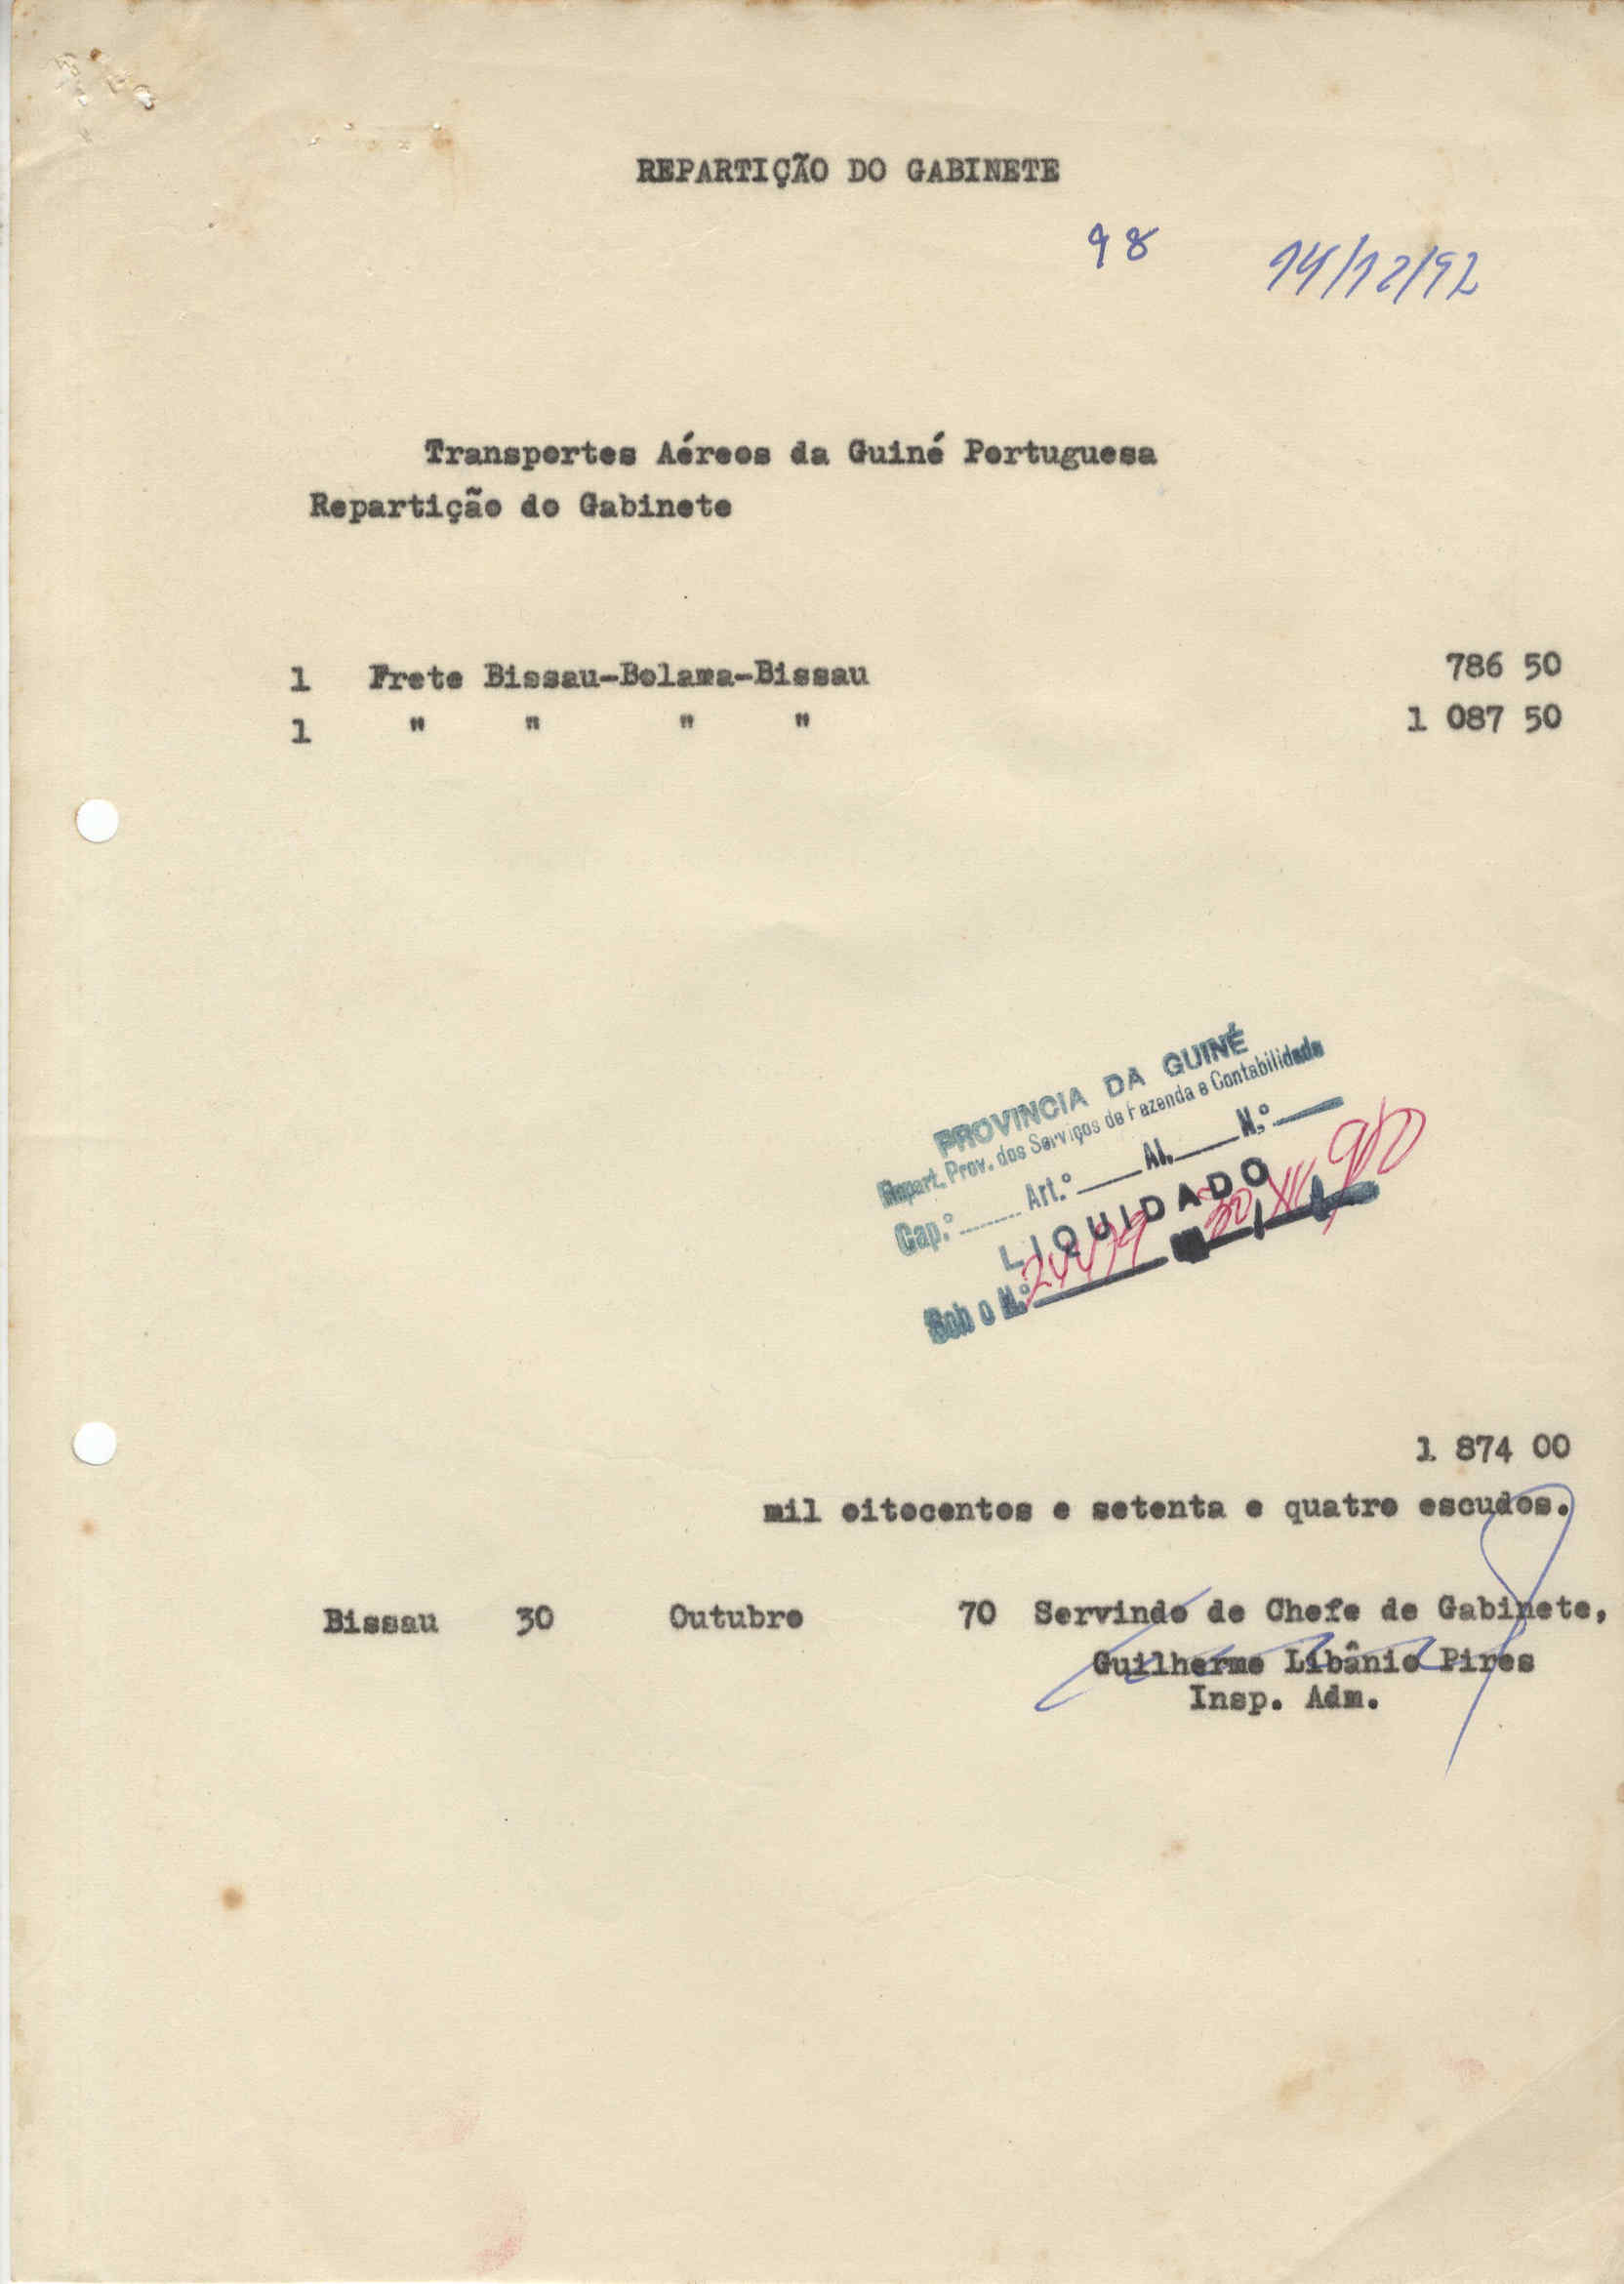 REPARTIÇÃO DO GABINETE
98
14/12/92
Transportes Aéreos da Guiné Portuguesa
Repartição do Gabinete
1 Frete Bissau-Bolama-Bissau 786 50
1 " " " " 1 087 50
PROVINCIA DA GUINÉ
Repart. Prov. dos Serviços de Fazenda e Contabilidade
Cap.º Art.º Al. N.º
LIQUIDADO
Sob o N.º
1 874 00
mil oitocentos e setenta e quatro escudos.
Bissau 30 Outubro 70 Servindo de Chefe de Gabinete,
Guilherme Libânio Pires
Insp. Adm.